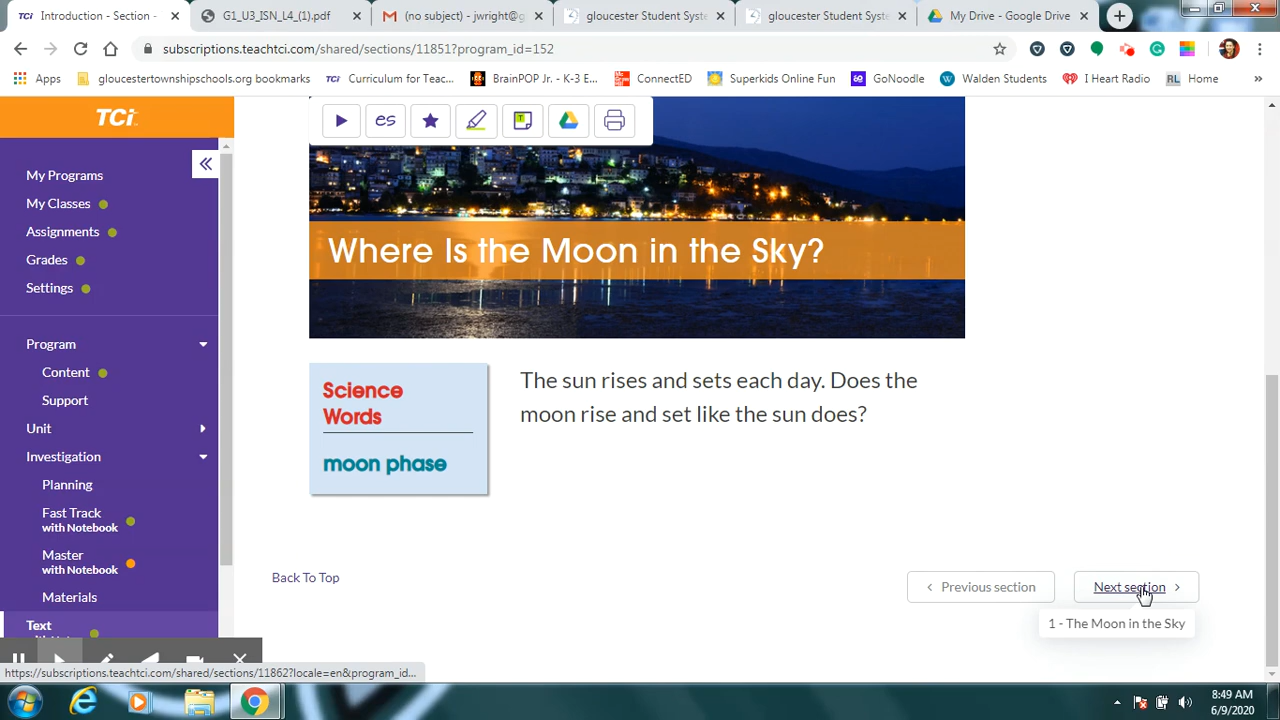 Introduction - Section -
G1_U3_ISN_L4_(1).pdf
(no subject) - jwright@g
gloucester Student Syst
gloucester Student Syst
My Drive - Google Drive
subscriptions.teachtci.com/shared/sections/11851?program_id=152
Apps
gloucestertownshipschools.org bookmarks
TCi
Curriculum for Teac...
BrainPOP Jr. - K-3 E...
ConnectED
Superkids Online Fun
GoNoodle
Walden Students
I Heart Radio
RL
Home
»
TCi
es
My Programs
My Classes
Assignments
Grades
Settings
Program
Content
Support
Unit
Investigation
Planning
Fast Track
with Notebook
Master
with Notebook
Materials
Text
Where Is the Moon in the Sky?
Science
Words
moon phase
The sun rises and sets each day. Does the
moon rise and set like the sun does?
Back To Top
Previous section
Next section
1 - The Moon in the Sky
https://subscriptions.teachtci.com/shared/sections/11862?locale=en&program_id...
8:49 AM
6/9/2020